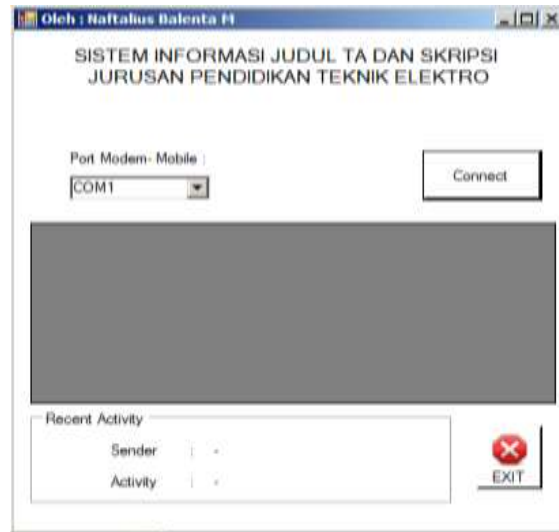 Oleh : Naftalius Balenta M
SISTEM INFORMASI JUDUL TA DAN SKRIPSI
JURUSAN PENDIDIKAN TEKNIK ELEKTRO
Port Modem- Mobile :
COM1
Connect
Recent Activity
Sender : -
Activity : -
EXIT